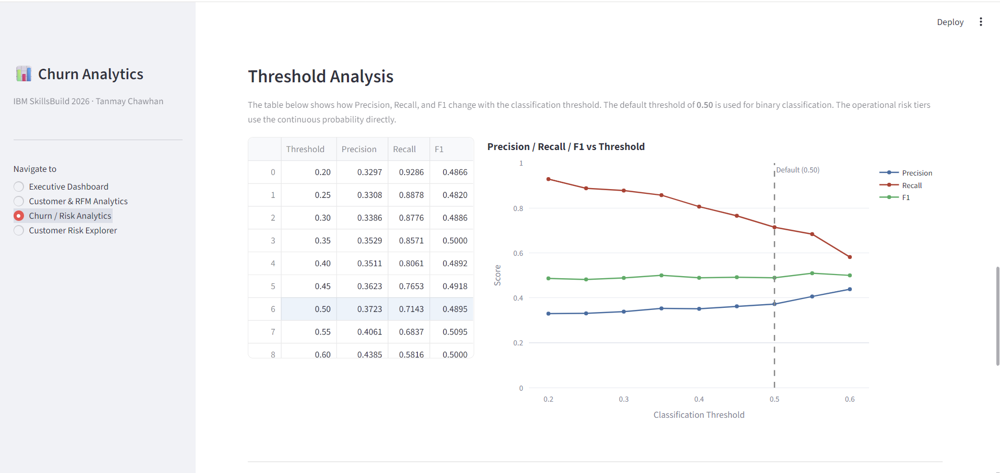 Deploy
Churn Analytics
IBM SkillsBuild 2026 · Tanmay Chawhan
Navigate to
Executive Dashboard
Customer & RFM Analytics
Churn / Risk Analytics
Customer Risk Explorer
Threshold Analysis
The table below shows how Precision, Recall, and F1 change with the classification threshold. The default threshold of 0.50 is used for binary classification. The operational risk tiers
use the continuous probability directly.
Threshold Precision Recall F1
0 0.20 0.3297 0.9286 0.4866
1 0.25 0.3308 0.8878 0.4820
2 0.30 0.3386 0.8776 0.4886
3 0.35 0.3529 0.8571 0.5000
4 0.40 0.3511 0.8061 0.4892
5 0.45 0.3623 0.7653 0.4918
6 0.50 0.3723 0.7143 0.4895
7 0.55 0.4061 0.6837 0.5095
8 0.60 0.4385 0.5816 0.5000
Precision / Recall / F1 vs Threshold
1
0.8
0.6
0.4
0.2
0
Score
Default (0.50)
Precision
Recall
F1
0.2 0.3 0.4 0.5 0.6
Classification Threshold